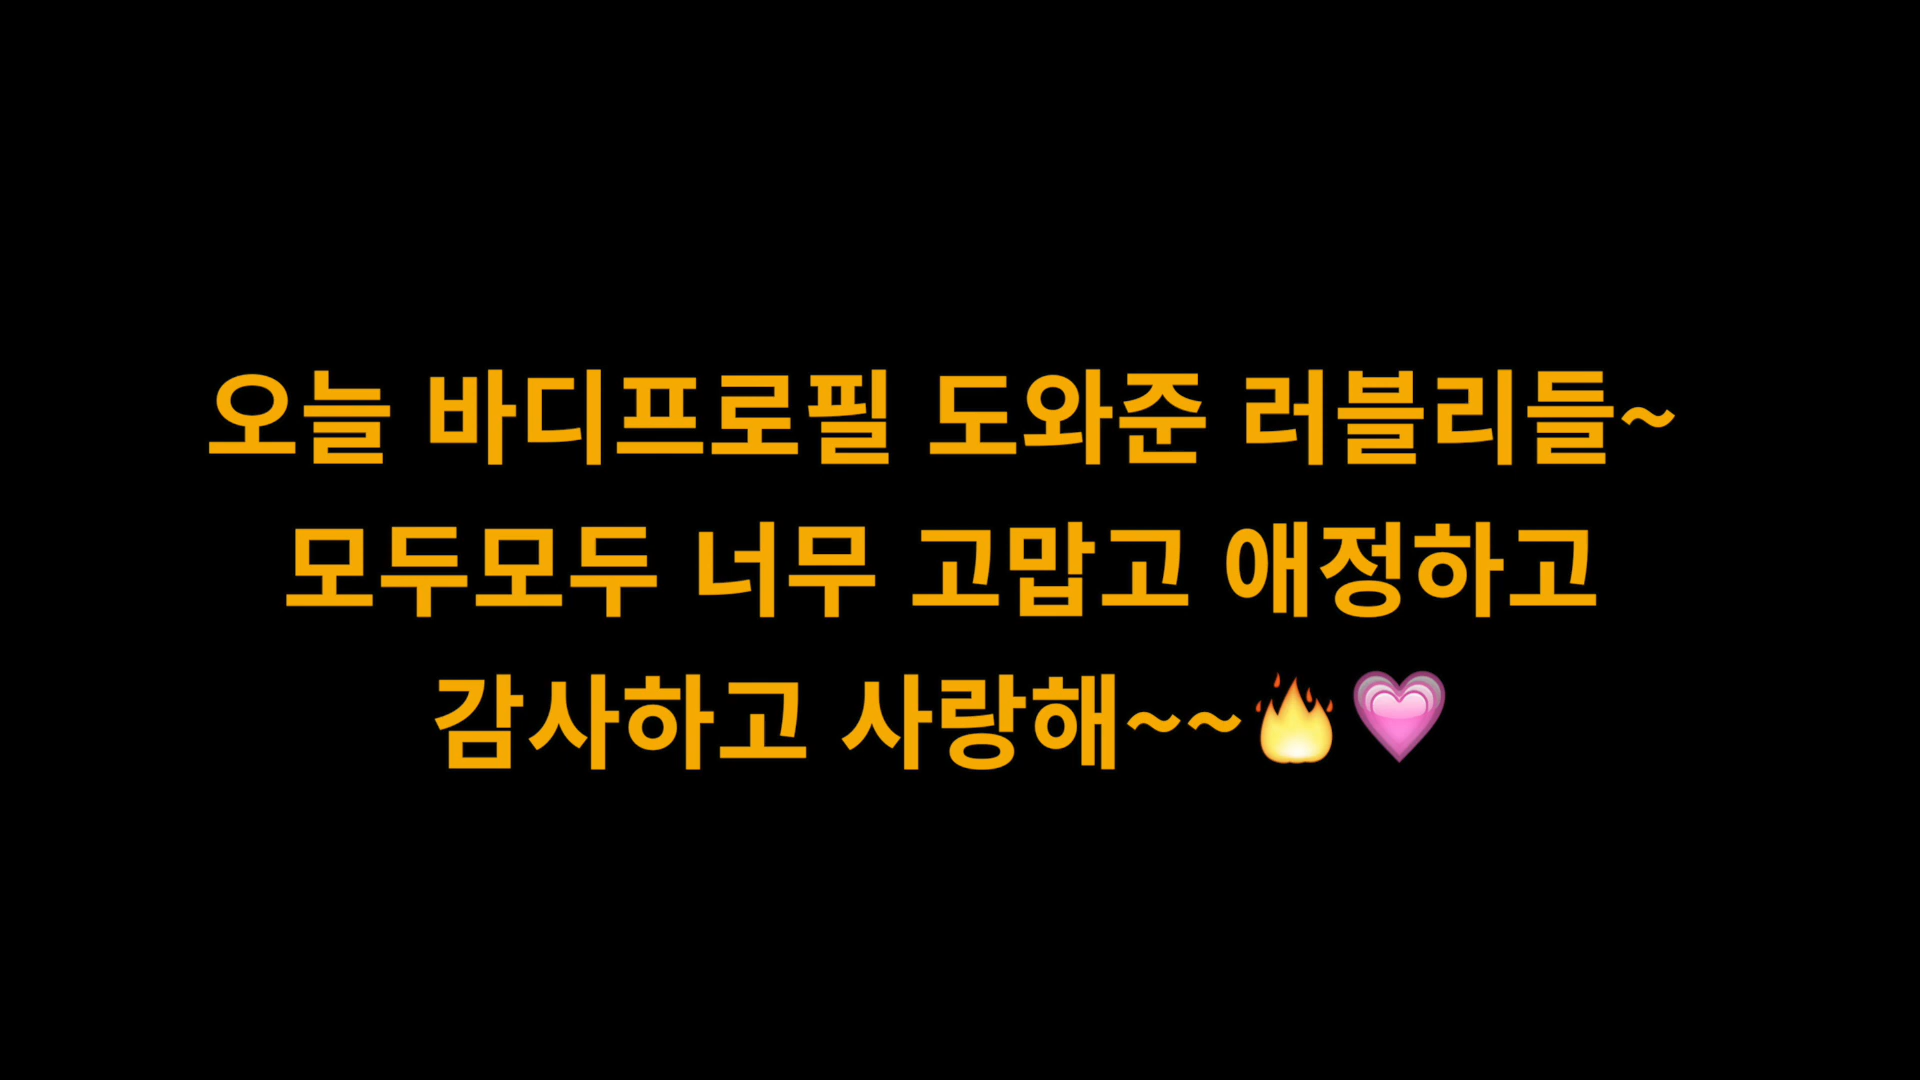 오늘 바디프로필 도와준 러블리들~
모두모두 너무 고맙고 애정하고
감사하고 사랑해~~🔥💗